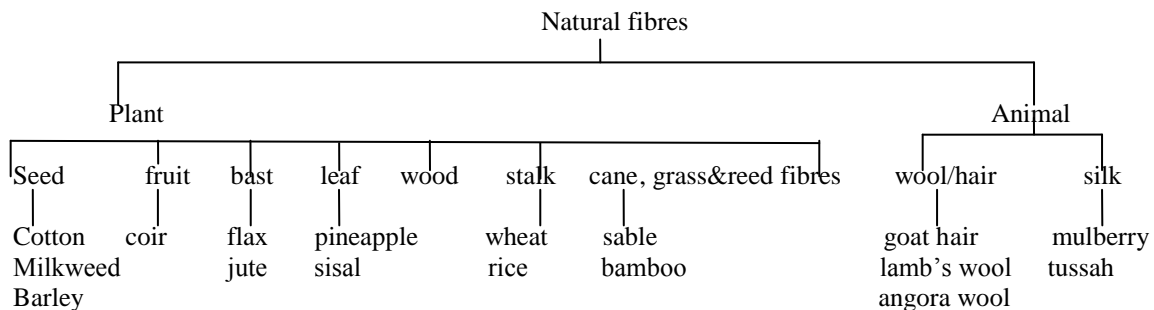 Natural fibres
Plant Animal
Seed fruit bast leaf wood stalk cane, grass&reed fibres wool/hair silk
Cotton coir flax pineapple wheat sable goat hair mulberry
Milkweed jute sisal rice bamboo lamb's wool tussah
Barley angora wool